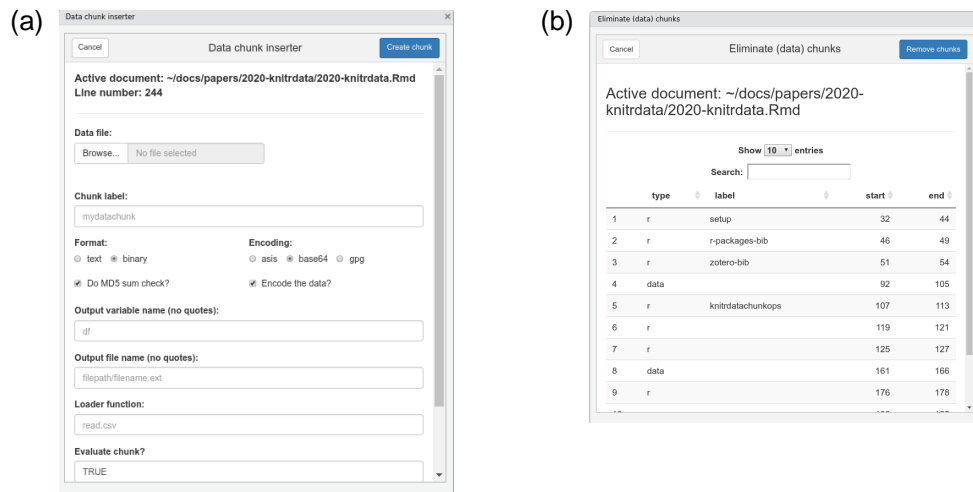 (a)
Data chunk inserter
×
Cancel
Data chunk inserter
Create chunk
Active document: ~/docs/papers/2020-knitrdata/2020-knitrdata.Rmd
Line number: 244
Data file:
Browse... No file selected
Chunk label:
mydatachunk
Format: Encoding:
text binary asis base64 gpg
Do MD5 sum check? Encode the data?
Output variable name (no quotes):
df
Output file name (no quotes):
filepath/filename.ext
Loader function:
read.csv
Evaluate chunk?
TRUE
(b)
Eliminate (data) chunks
Cancel
Eliminate (data) chunks
Remove chunks
Active document: ~/docs/papers/2020-
knitrdata/2020-knitrdata.Rmd
Show 10 entries
Search:
type label start end
1 r setup 32 44
2 r r-packages-bib 46 49
3 r zotero-bib 51 54
4 data 92 105
5 r knitrdatachunkops 107 113
6 r 119 121
7 r 125 127
8 data 161 166
9 r 176 178